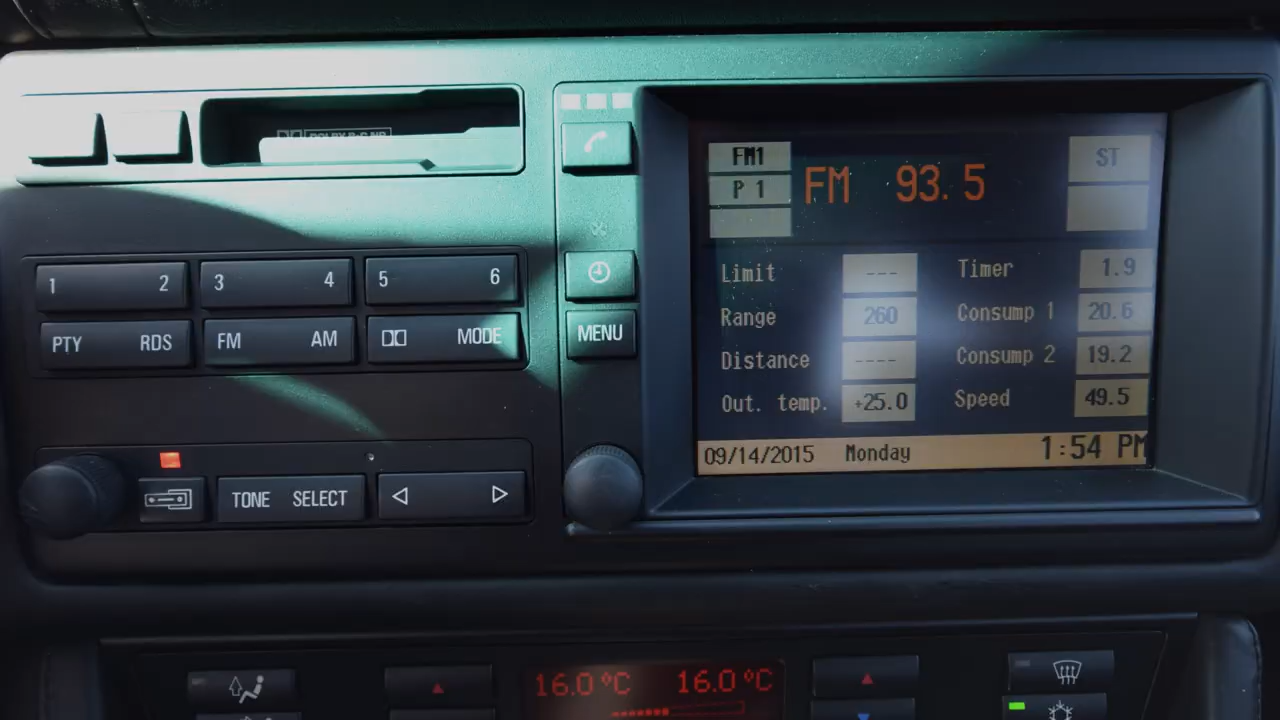 DOLBY B-C NR
1 2 3 4 5 6
PTY RDS FM AM MODE
TONE SELECT
MENU
FM1
P 1
FM 93.5
ST
Limit --- Timer 1.9
Range 260 Consump 1 20.6
Distance ---- Consump 2 19.2
Out. temp. +25.0 Speed 49.5
09/14/2015 Monday 1:54 PM
16.0°C 16.0°C